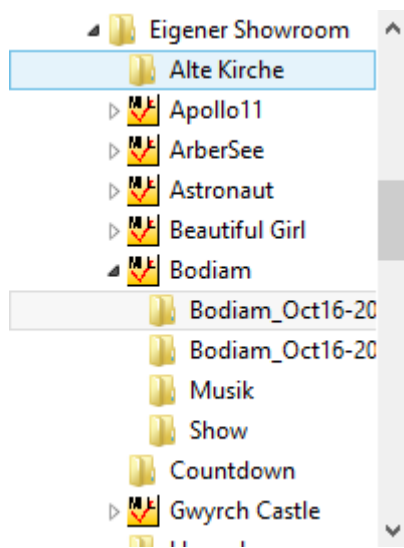 Eigener Showroom
Alte Kirche
Apollo11
ArberSee
Astronaut
Beautiful Girl
Bodiam
Bodiam_Oct16-20
Bodiam_Oct16-20
Musik
Show
Countdown
Gwyrch Castle